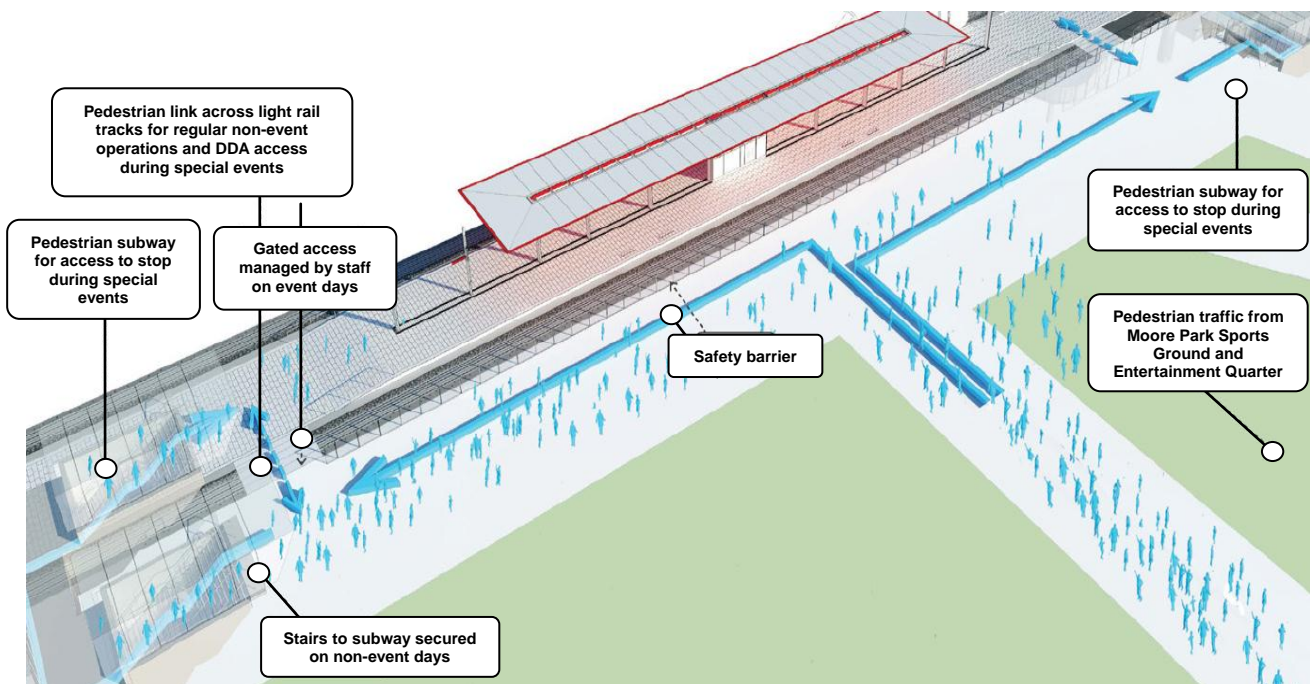 Pedestrian link across light rail
tracks for regular non-event
operations and DDA access
during special events
Pedestrian subway
for access to stop
during special
events
Gated access
managed by staff
on event days
Safety barrier
Pedestrian subway for
access to stop during
special events
Pedestrian traffic from
Moore Park Sports
Ground and
Entertainment Quarter
Stairs to subway secured
on non-event days